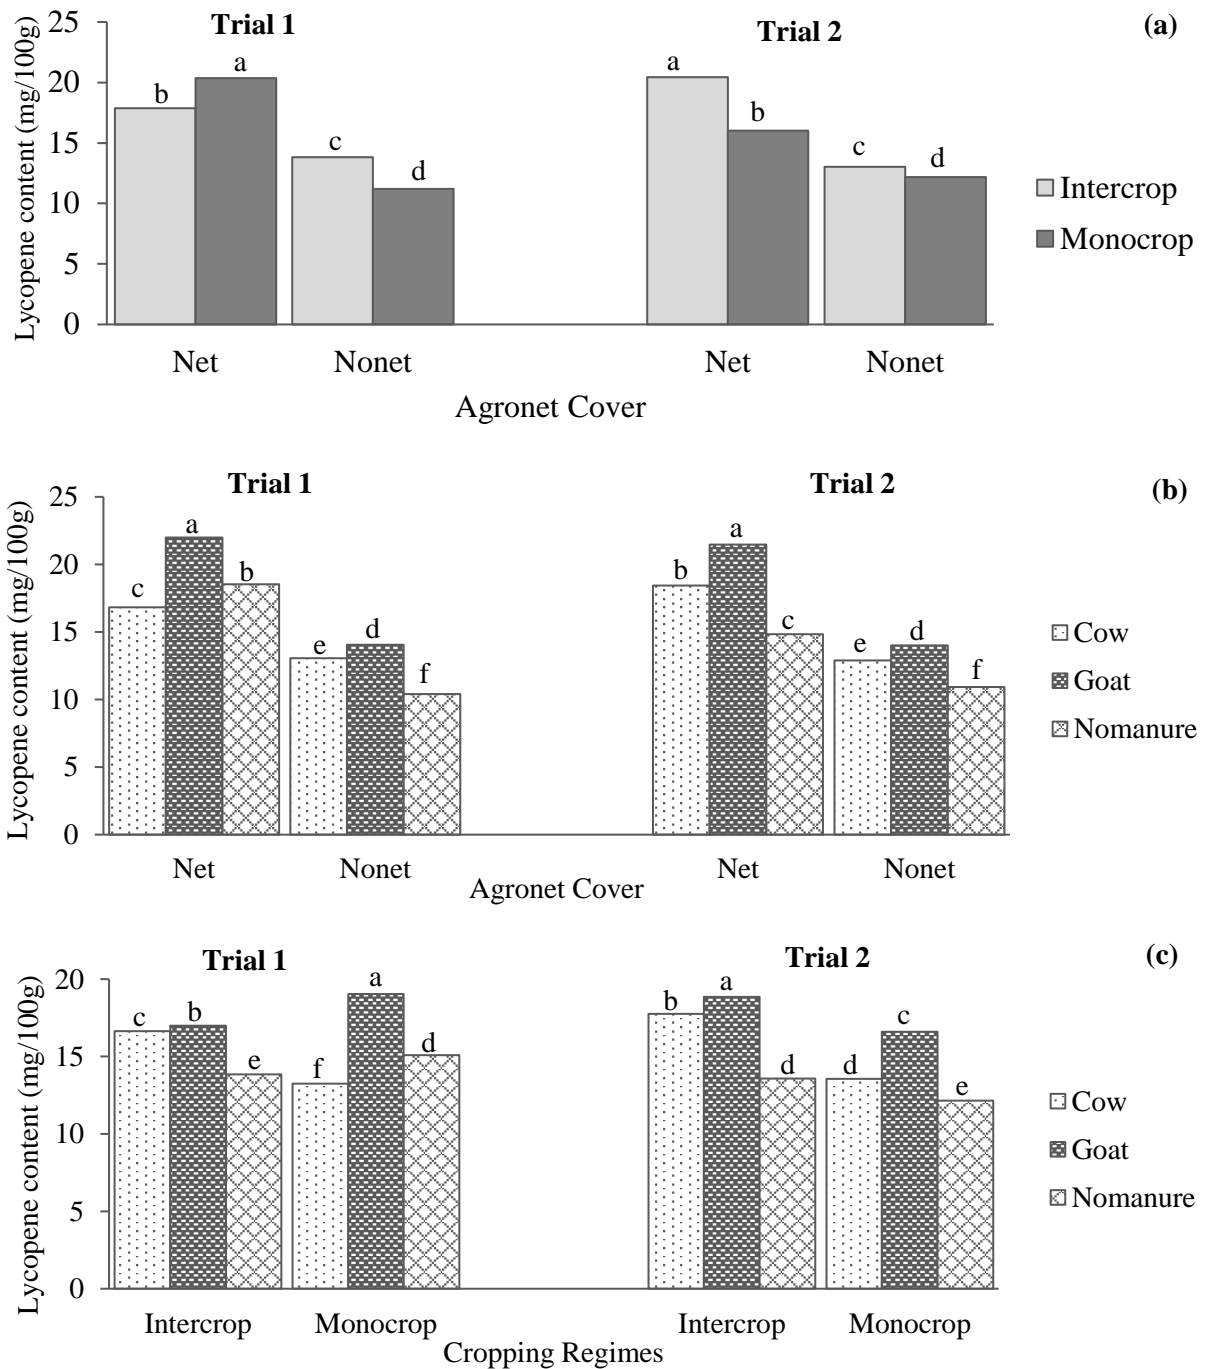 Trial 1
Trial 2
(a)
Lycopene content (mg/100g)
25
20
15
10
5
0
b
a
c
d
a
b
c
d
Net
Nonet
Net
Nonet
Agronet Cover
Intercrop
Monocrop
Trial 1
Trial 2
(b)
Lycopene content (mg/100g)
25
20
15
10
5
0
c
a
b
e
d
f
b
a
c
e
d
f
Net
Nonet
Net
Nonet
Agronet Cover
Cow
Goat
Nomanure
Trial 1
Trial 2
(c)
Lycopene content (mg/100g)
20
15
10
5
0
c
b
e
f
a
d
b
a
d
d
c
e
Intercrop
Monocrop
Intercrop
Monocrop
Cropping Regimes
Cow
Goat
Nomanure